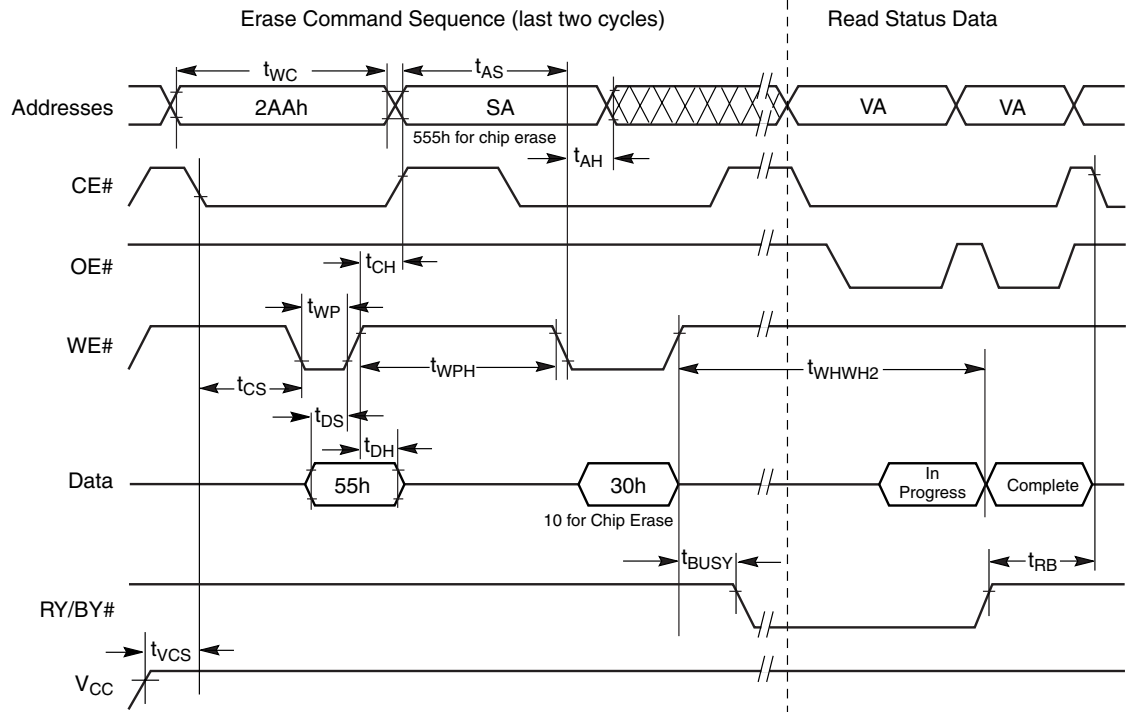 Erase Command Sequence (last two cycles)
Read Status Data
tWC
tAS
Addresses
2AAh
SA
VA
VA
555h for chip erase
tAH
CE#
OE#
tCH
tWP
WE#
tWPH
tWHWH2
tCS
tDS
tDH
Data
55h
30h
In
Progress
Complete
10 for Chip Erase
tBUSY
tRB
RY/BY#
tVCS
VCC